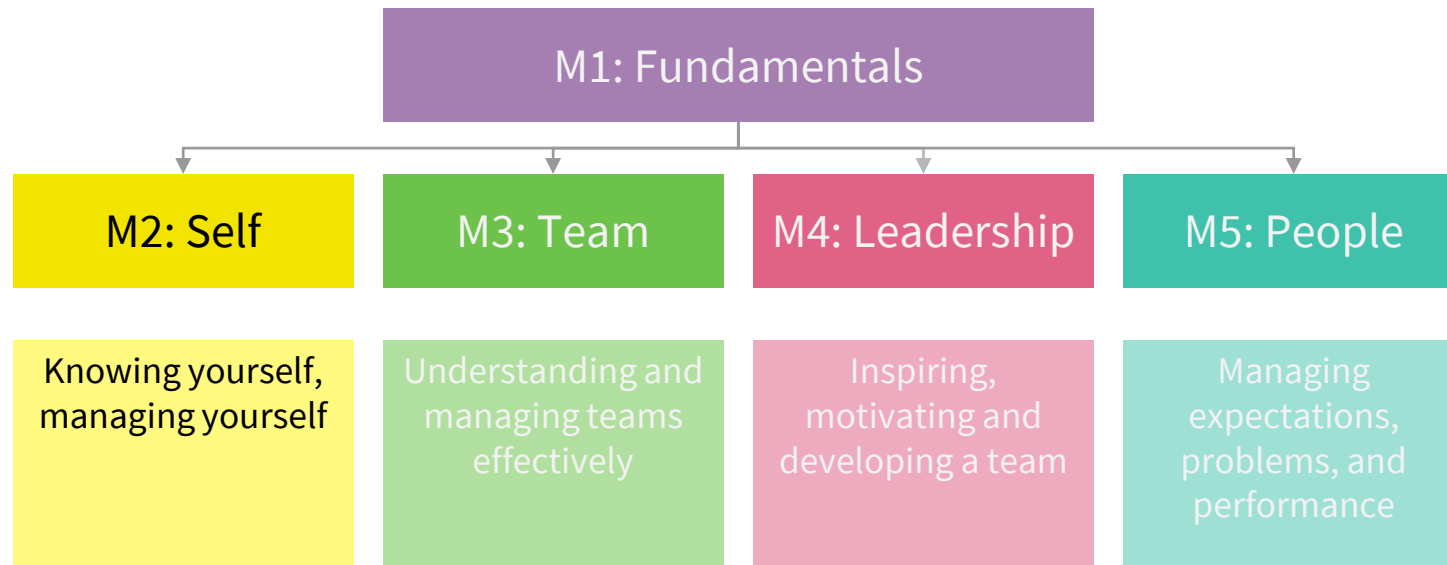 M1: Fundamentals
M2: Self
M3: Team
M4: Leadership
M5: People
Knowing yourself,
managing yourself
Understanding and
managing teams
effectively
Inspiring,
motivating and
developing a team
Managing
expectations,
problems, and
performance